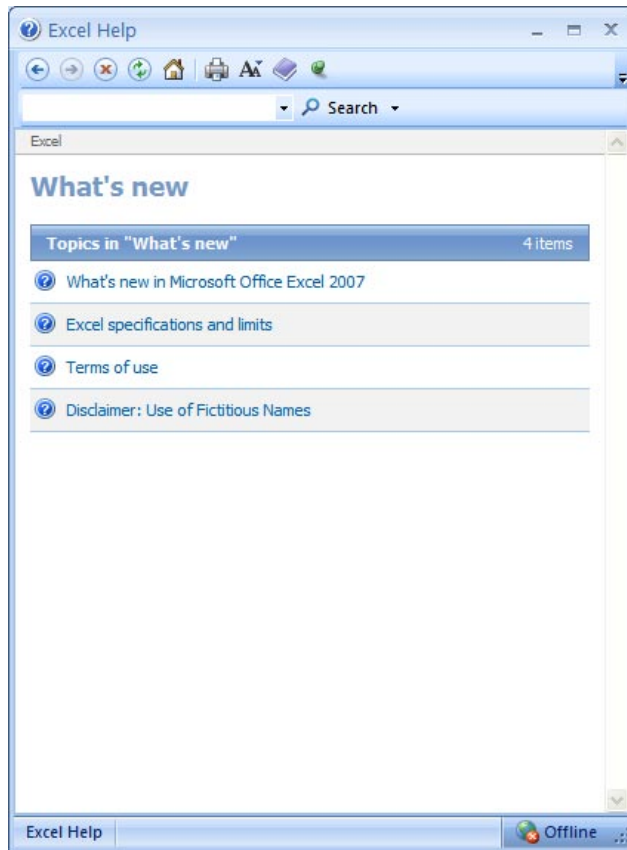 Excel Help
Search
Excel
What's new
Topics in "What's new" 4 items
What's new in Microsoft Office Excel 2007
Excel specifications and limits
Terms of use
Disclaimer: Use of Fictitious Names
Excel Help Offline